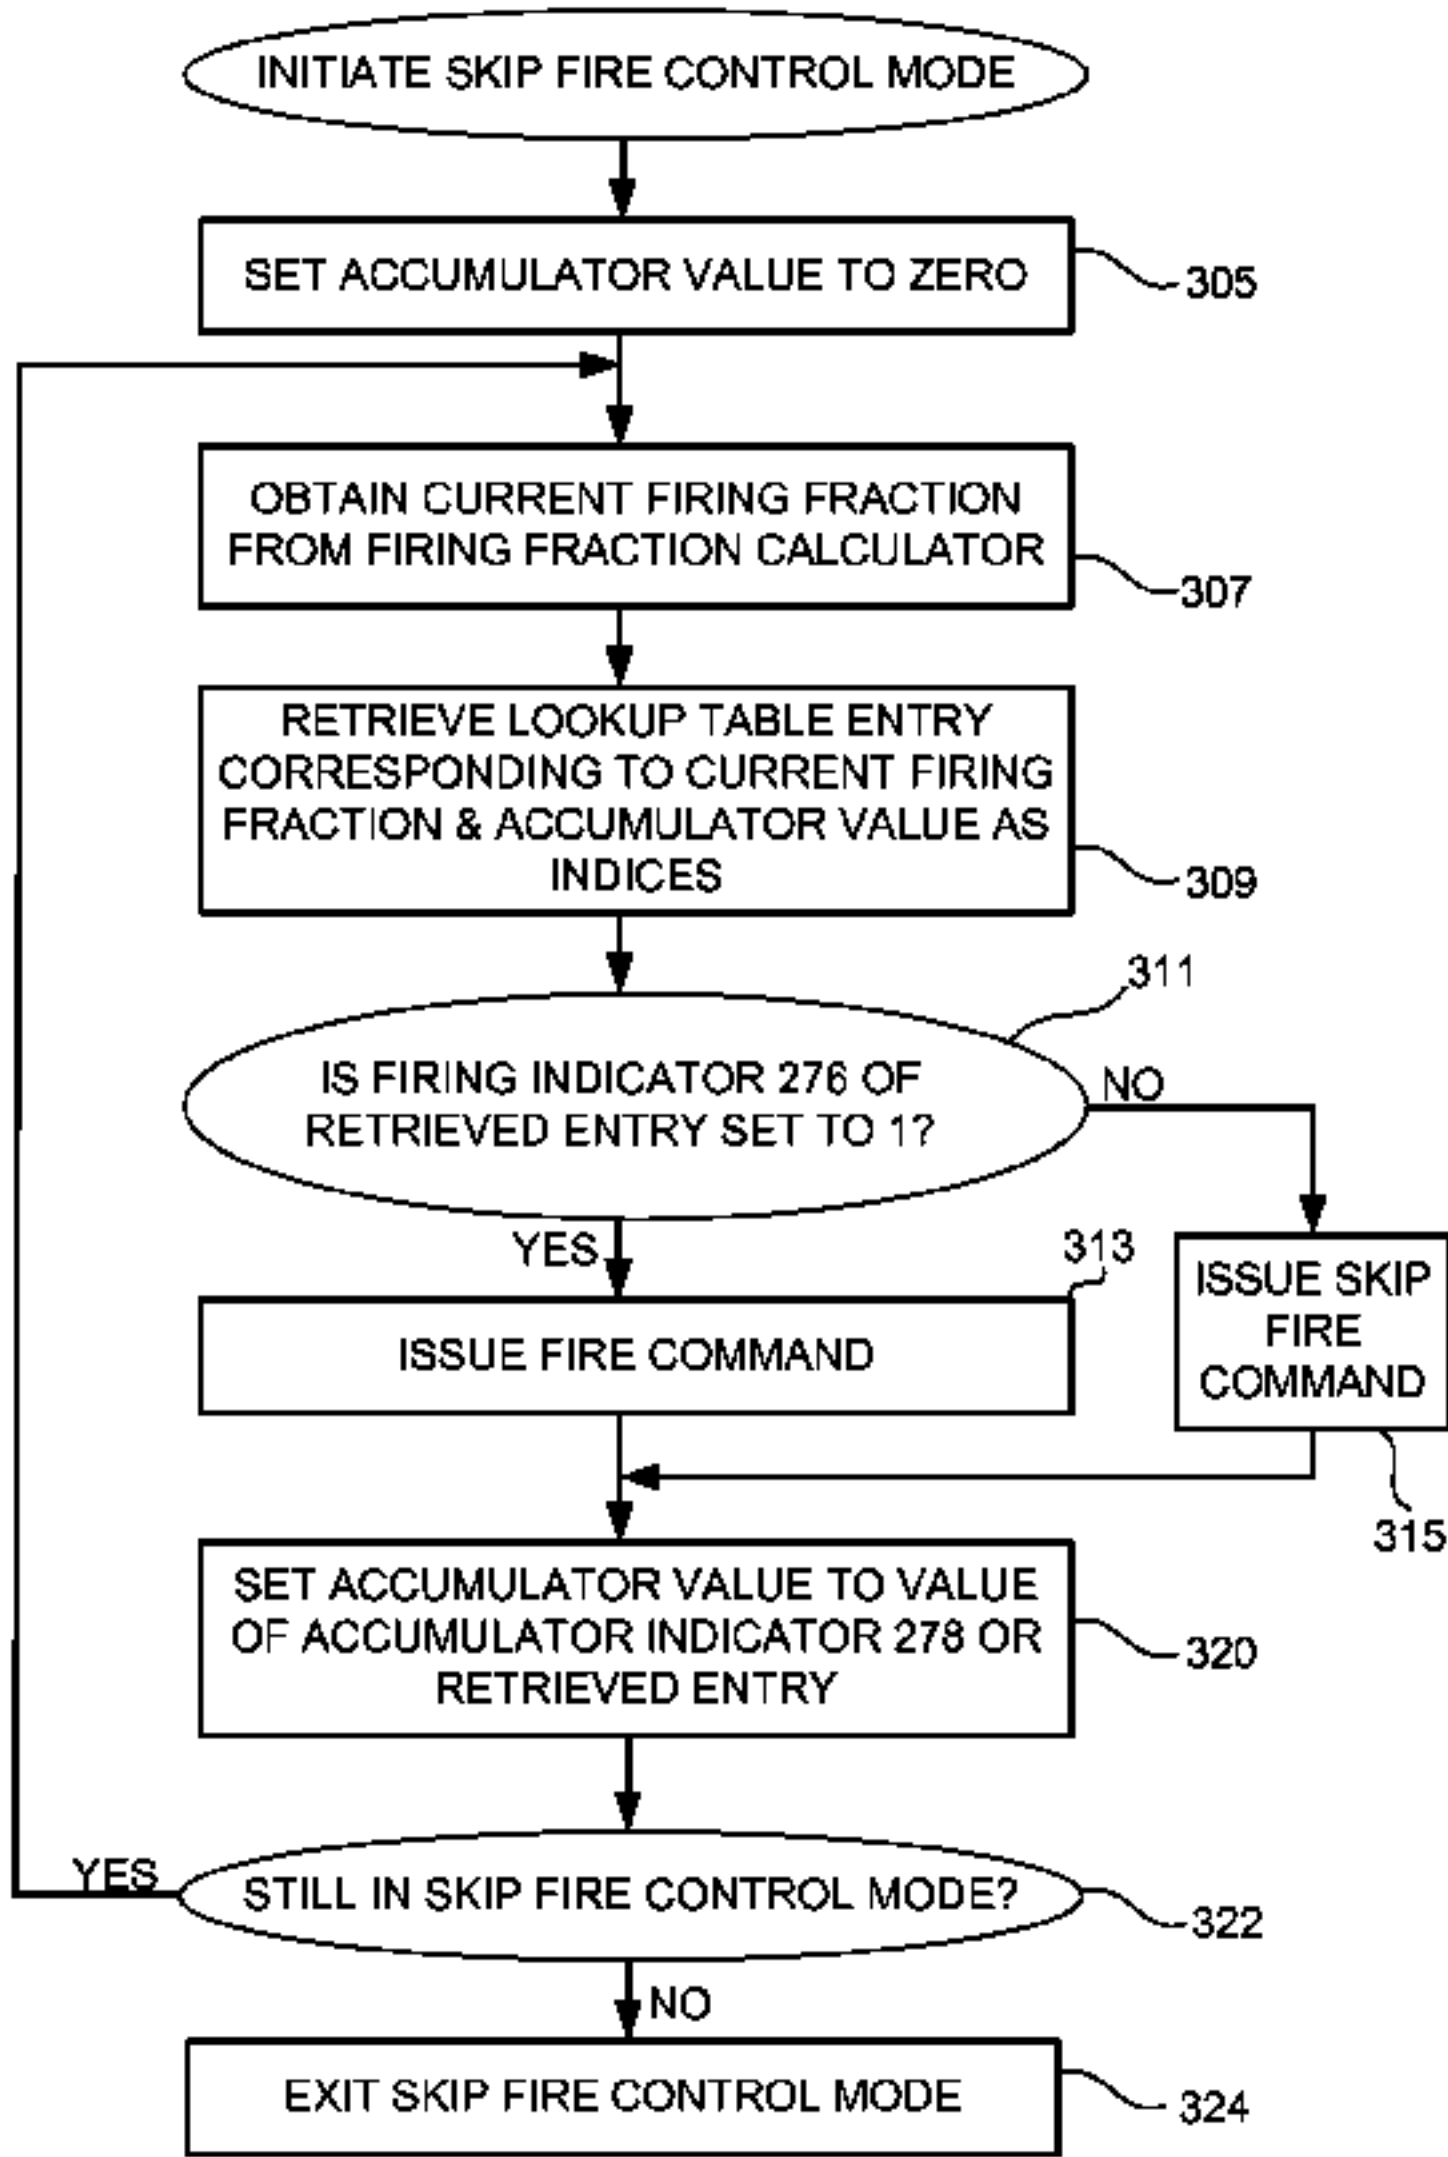 INITIATE SKIP FIRE CONTROL MODE
SET ACCUMULATOR VALUE TO ZERO
305
OBTAIN CURRENT FIRING FRACTION
FROM FIRING FRACTION CALCULATOR
307
RETRIEVE LOOKUP TABLE ENTRY
CORRESPONDING TO CURRENT FIRING
FRACTION & ACCUMULATOR VALUE AS
INDICES
309
311
IS FIRING INDICATOR 276 OF
RETRIEVED ENTRY SET TO 1?
NO
YES
313
ISSUE FIRE COMMAND
ISSUE SKIP
FIRE
COMMAND
315
SET ACCUMULATOR VALUE TO VALUE
OF ACCUMULATOR INDICATOR 278 OR
RETRIEVED ENTRY
320
YES
STILL IN SKIP FIRE CONTROL MODE?
322
NO
EXIT SKIP FIRE CONTROL MODE
324